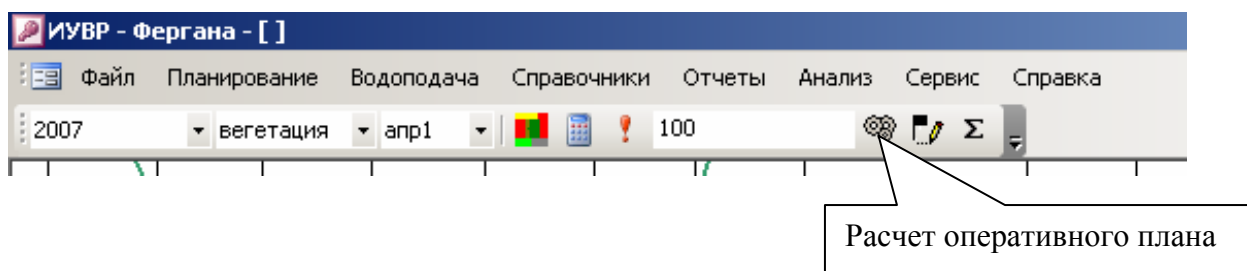 ИУВР - Фергана - [ ]
Файл Планирование Водоподача Справочники Отчеты Анализ Сервис Справка
2007 вегетация апр1 100 Σ
Расчет оперативного плана